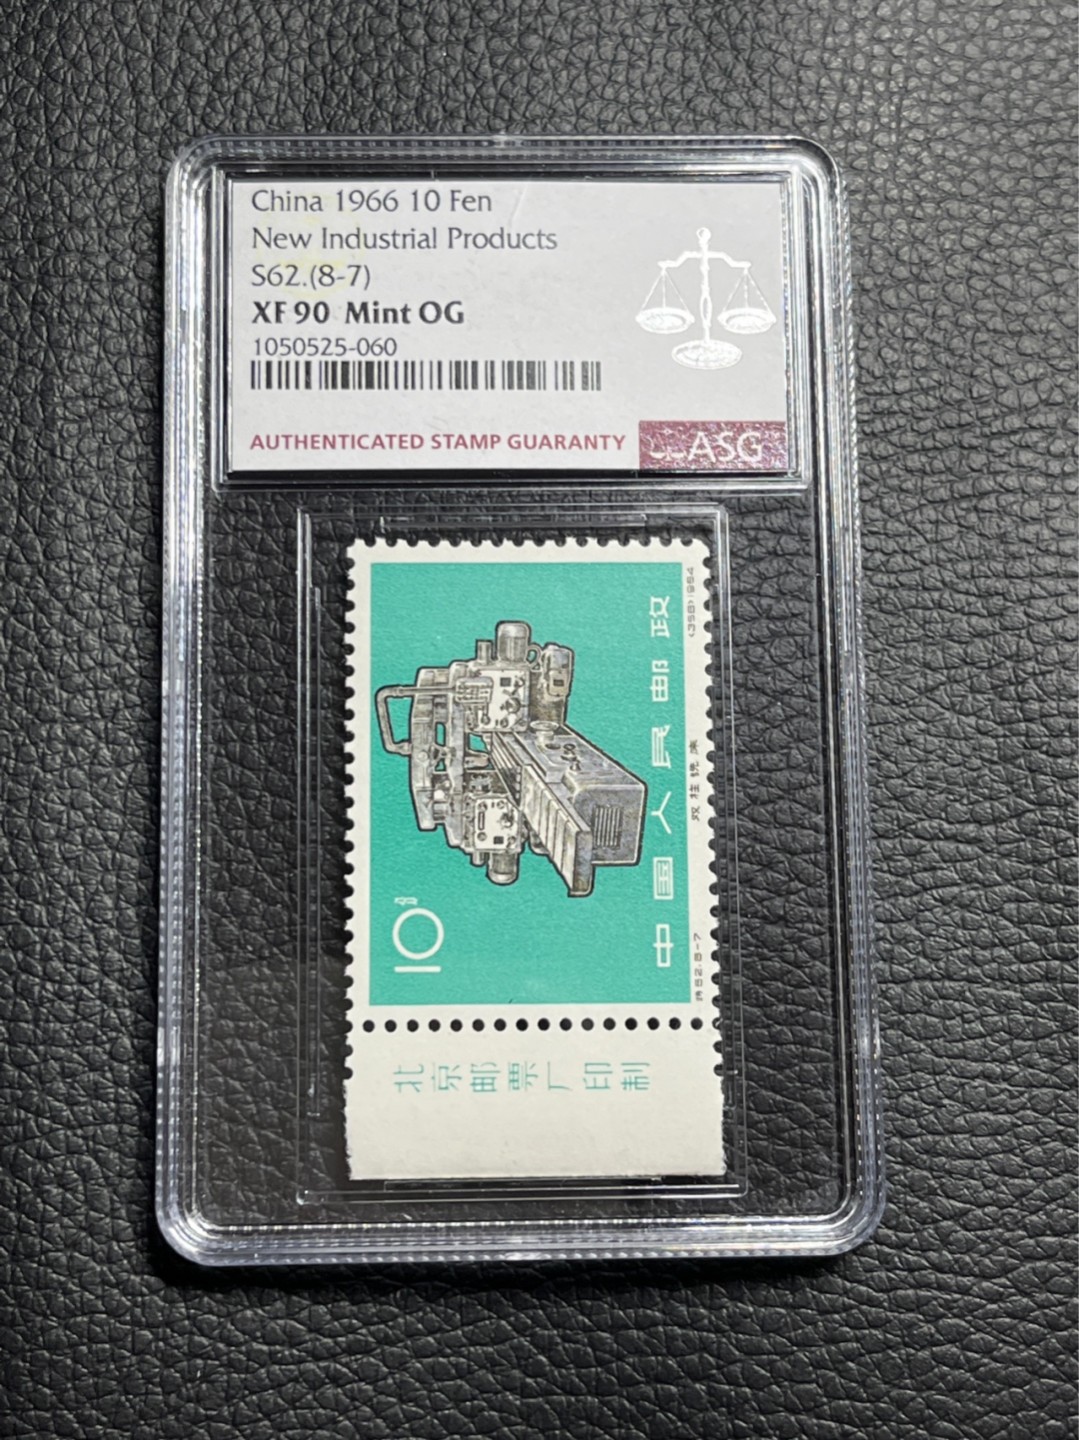 China 1966 10 Fen
New Industrial Products
S62.(8-7)
XF 90 Mint OG
1050525-060
AUTHENTICATED STAMP GUARANTY
ASG
中国人民邮政
10分
特62.8-7
双柱铣床
(358)1964
北京邮票厂印制